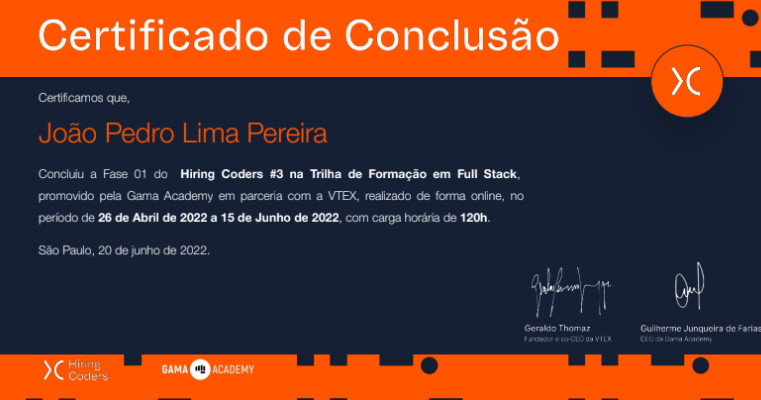 Certificado de Conclusão
Certificamos que,
João Pedro Lima Pereira
Concluiu a Fase 01 do Hiring Coders #3 na Trilha de Formação em Full Stack,
promovido pela Gama Academy em parceria com a VTEX, realizado de forma online, no
período de 26 de Abril de 2022 a 15 de Junho de 2022, com carga horária de 120h.
São Paulo, 20 de junho de 2022.
Geraldo Thomaz
Fundador e co-CEO da VTEX
Guilherme Junqueira de Farias
CEO da Gama Academy
Hiring
Coders
GAMA ACADEMY